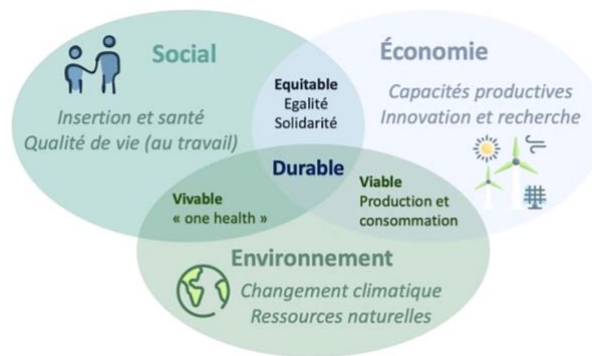 Social
Économie
Insertion et santé
Qualité de vie (au travail)
Equitable
Egalité
Solidarité
Capacités productives
Innovation et recherche
Durable
Vivable
« one health »
Viable
Production et
consommation
Environnement
Changement climatique
Ressources naturelles